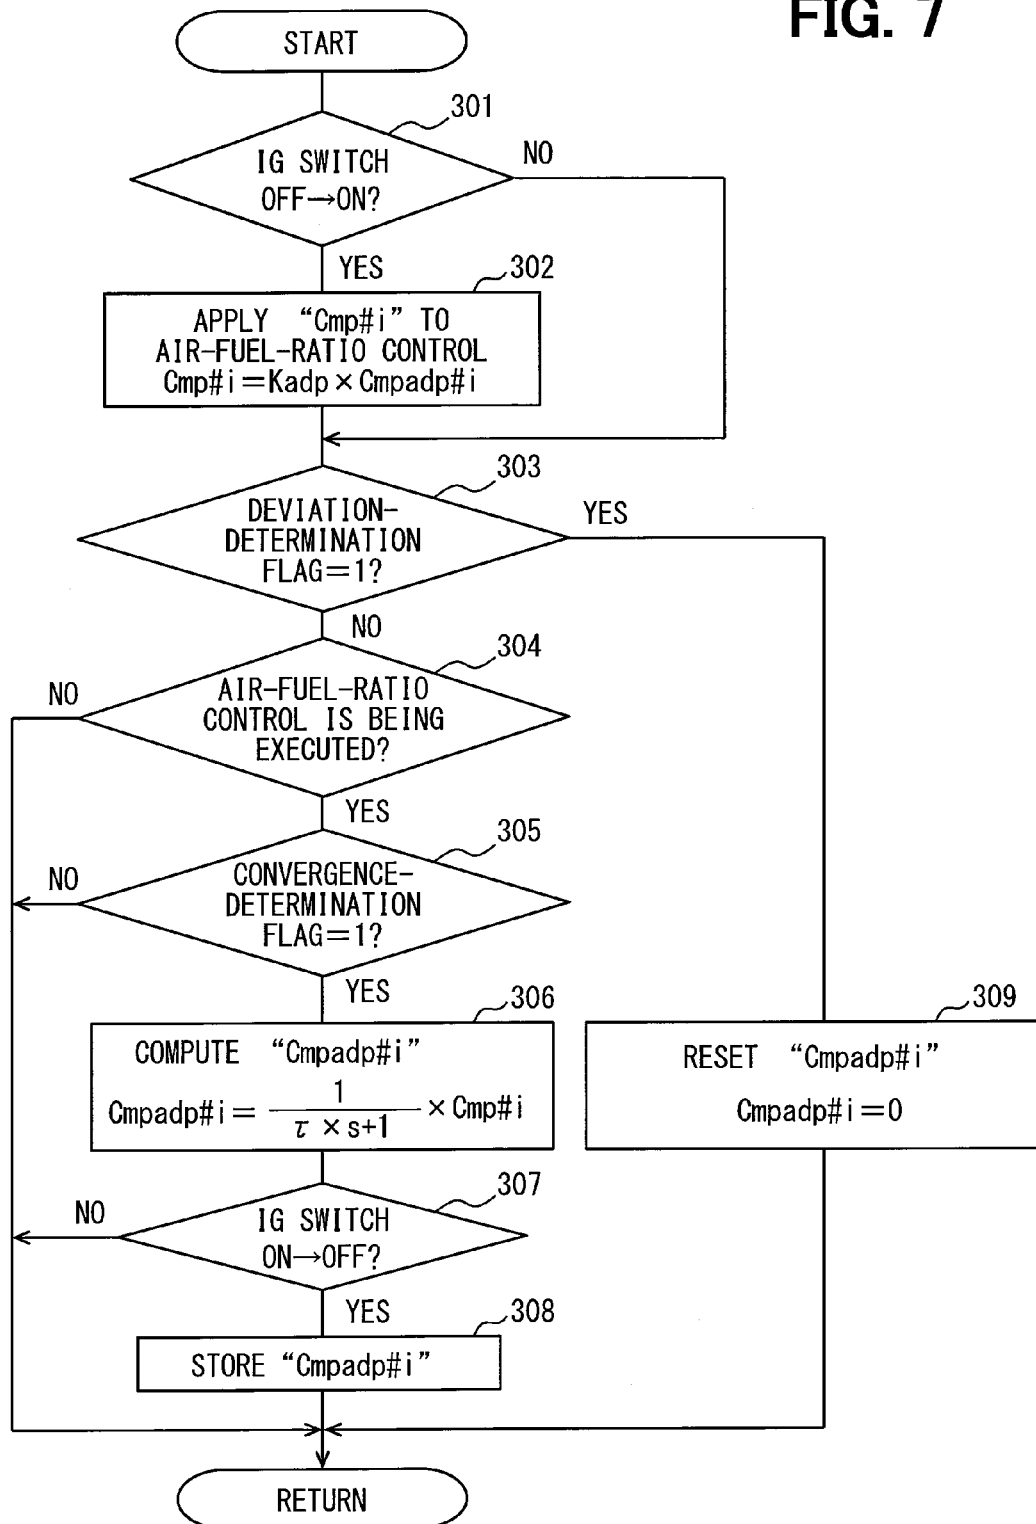 FIG. 7
START
301
IG SWITCH
OFF→ON?
NO
YES
302
APPLY "Cmp#i" TO
AIR-FUEL-RATIO CONTROL
Cmp#i=Kadp×Cmpadp#i
303
DEVIATION-
DETERMINATION
FLAG=1?
YES
NO
304
AIR-FUEL-RATIO
CONTROL IS BEING
EXECUTED?
NO
YES
305
CONVERGENCE-
DETERMINATION
FLAG=1?
NO
YES
306
COMPUTE "Cmpadp#i"
Cmpadp#i= 1 / τ ×s+1 ×Cmp#i
309
RESET "Cmpadp#i"
Cmpadp#i=0
307
IG SWITCH
ON→OFF?
NO
YES
308
STORE "Cmpadp#i"
RETURN